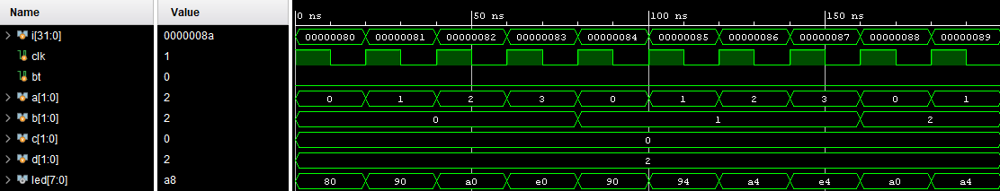 Name Value 0 ns 50 ns 100 ns 150 ns
i[31:0] 0000008a 00000080 00000081 00000082 00000083 00000084 00000085 00000086 00000087 00000088 00000089
clk 1
bt 0
a[1:0] 2 0 1 2 3 0 1 2 3 0 1
b[1:0] 2 0 1 2
c[1:0] 0 0
d[1:0] 2 2
led[7:0] a8 80 90 a0 e0 90 94 a4 e4 a0 a4